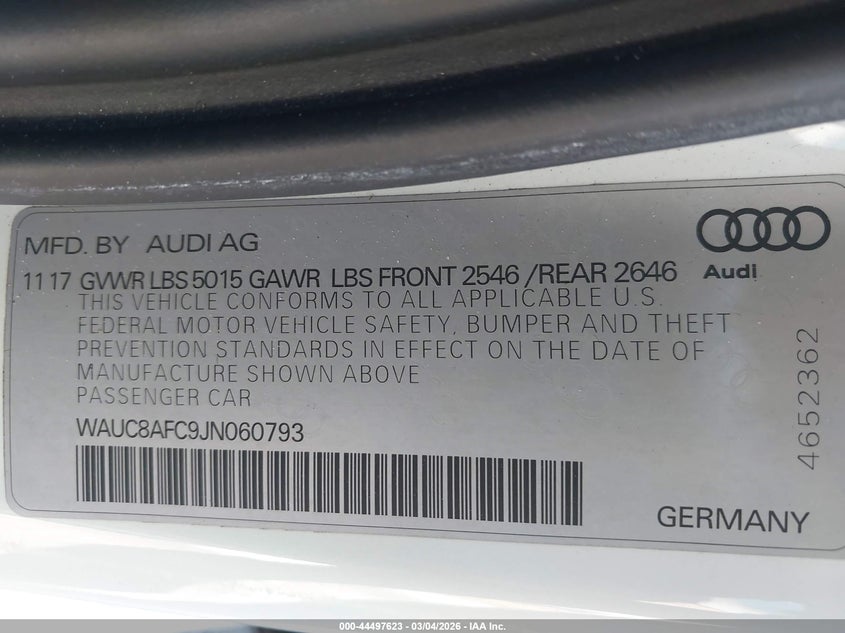 MFD. BY AUDI AG
Audi
11 17 GVWR LBS 5015 GAWR LBS FRONT 2546 /REAR 2646
THIS VEHICLE CONFORMS TO ALL APPLICABLE U.S.
FEDERAL MOTOR VEHICLE SAFETY, BUMPER AND THEFT
PREVENTION STANDARDS IN EFFECT ON THE DATE OF
MANUFACTURE SHOWN ABOVE
PASSENGER CAR
WAUC8AFC9JN060793
4652362
GERMANY
000-44497623 - 03/04/2026 - IAA Inc.